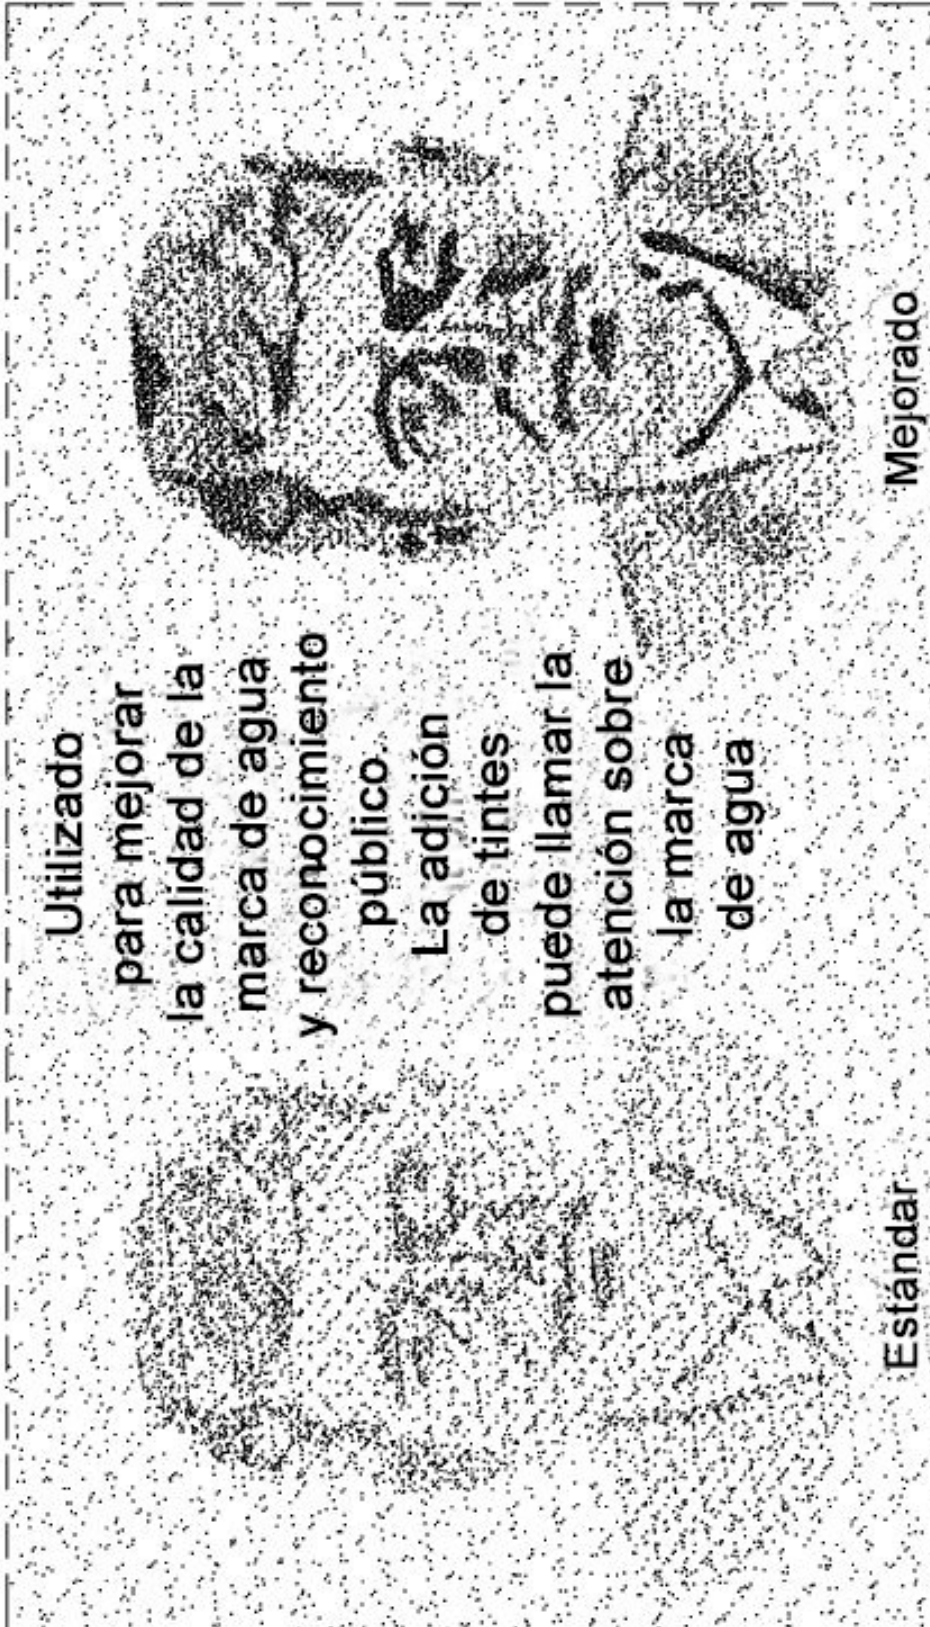 Utilizado
para mejorar
la calidad de la
marca de agua
y reconocimiento
público.
La adición
de tintes
puede llamar la
atención sobre
la marca
de agua
Estándar
Mejorado